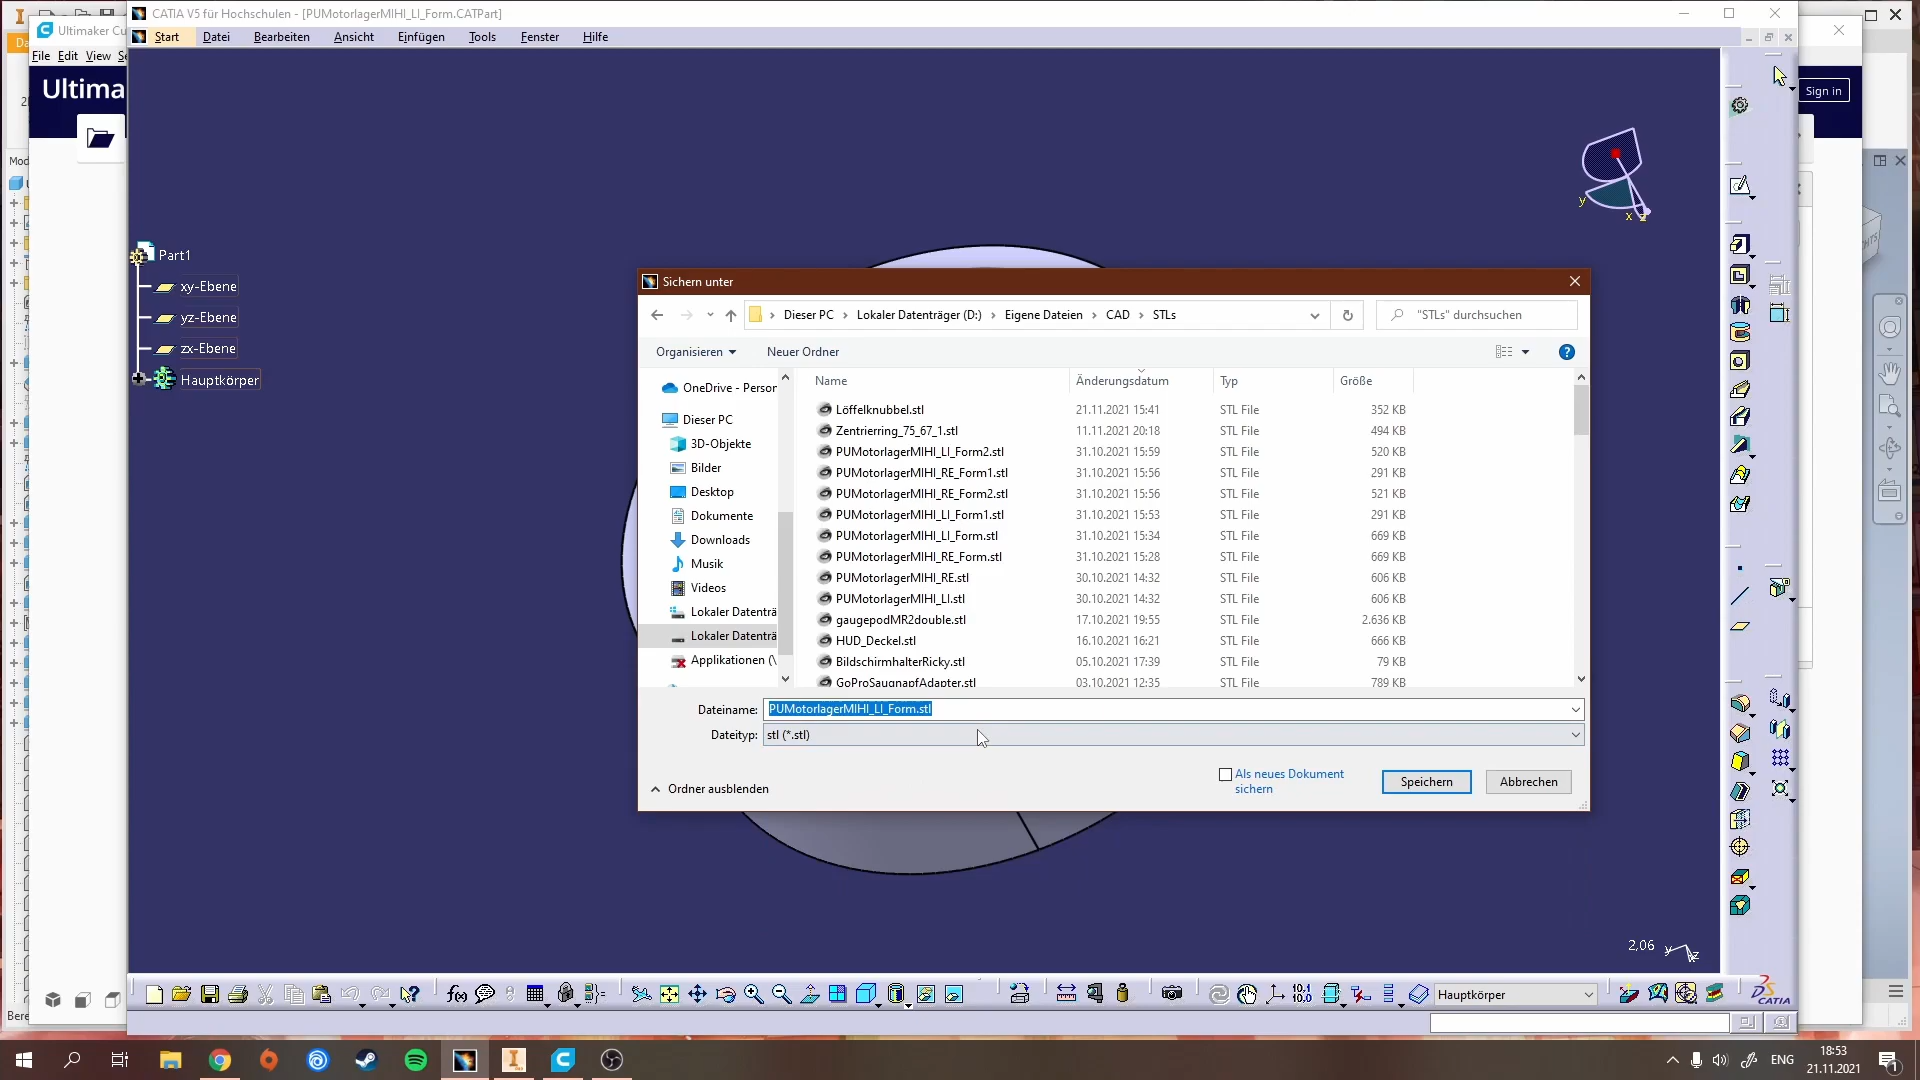 CATIA V5 für Hochschulen - [PUMotorlagerMIHI_LI_Form.CATPart]
Ultimaker Cu
Start Datei Bearbeiten Ansicht Einfügen Tools Fenster Hilfe
File Edit View
Ultima
Sign in
Mod
y
x z
Part1
xy-Ebene
yz-Ebene
zx-Ebene
Hauptkörper
Sichern unter
Dieser PC Lokaler Datenträger (D:) Eigene Dateien CAD STLs
"STLs" durchsuchen
Organisieren Neuer Ordner
OneDrive - Person
Dieser PC
3D-Objekte
Bilder
Desktop
Dokumente
Downloads
Musik
Videos
Lokaler Datenträ
Lokaler Datenträ
Applikationen (\
Name Änderungsdatum Typ Größe
Löffelknubbel.stl 21.11.2021 15:41 STL File 352 KB
Zentrierring_75_67_1.stl 11.11.2021 20:18 STL File 494 KB
PUMotorlagerMIHI_LI_Form2.stl 31.10.2021 15:59 STL File 520 KB
PUMotorlagerMIHI_RE_Form1.stl 31.10.2021 15:56 STL File 291 KB
PUMotorlagerMIHI_RE_Form2.stl 31.10.2021 15:56 STL File 521 KB
PUMotorlagerMIHI_LI_Form1.stl 31.10.2021 15:53 STL File 291 KB
PUMotorlagerMIHI_LI_Form.stl 31.10.2021 15:34 STL File 669 KB
PUMotorlagerMIHI_RE_Form.stl 31.10.2021 15:28 STL File 669 KB
PUMotorlagerMIHI_RE.stl 30.10.2021 14:32 STL File 606 KB
PUMotorlagerMIHI_LI.stl 30.10.2021 14:32 STL File 606 KB
gaugepodMR2double.stl 17.10.2021 19:55 STL File 2.636 KB
HUD_Deckel.stl 16.10.2021 16:21 STL File 666 KB
BildschirmhalterRicky.stl 05.10.2021 17:39 STL File 79 KB
GoProSaugnapfAdapter.stl 03.10.2021 12:35 STL File 789 KB
Dateiname: PUMotorlagerMIHI_LI_Form.stl
Dateityp: stl (*.stl)
Als neues Dokument
sichern
Speichern Abbrechen
Ordner ausblenden
2,06
Hauptkörper
CATIA
Bere
ENG
18:53
21.11.2021
1